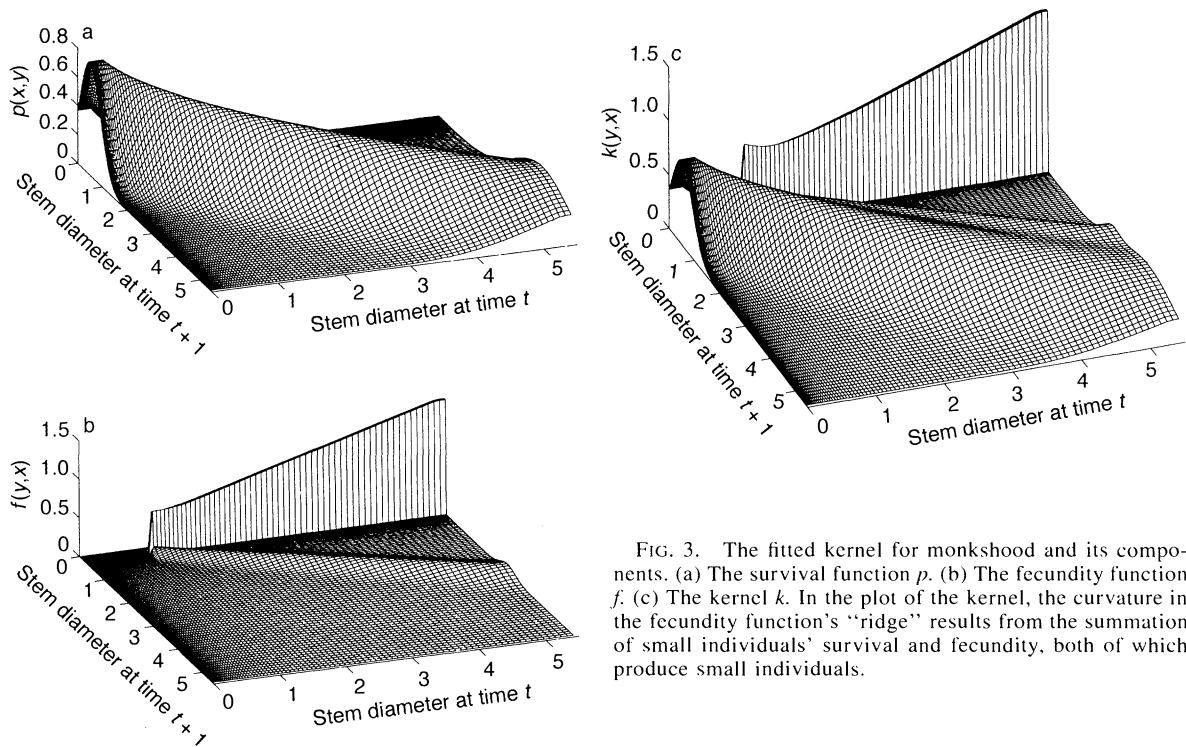 a
0.8
0.6
0.4
0.2
0
p(x,y)
1
2
3
4
5
Stem diameter at time t + 1
0
1
2
3
4
5
Stem diameter at time t
c
1.5
1.0
0.5
0
k(y,x)
0
1
2
3
4
5
Stem diameter at time t + 1
0
1
2
3
4
5
Stem diameter at time t
b
1.5
1.0
0.5
0
f(y,x)
0
1
2
3
4
5
Stem diameter at time t + 1
0
1
2
3
4
5
Stem diameter at time t
FIG. 3. The fitted kernel for monkshood and its compo-
nents. (a) The survival function p. (b) The fecundity function
f. (c) The kernel k. In the plot of the kernel, the curvature in
the fecundity function's “ridge” results from the summation
of small individuals' survival and fecundity, both of which
produce small individuals.